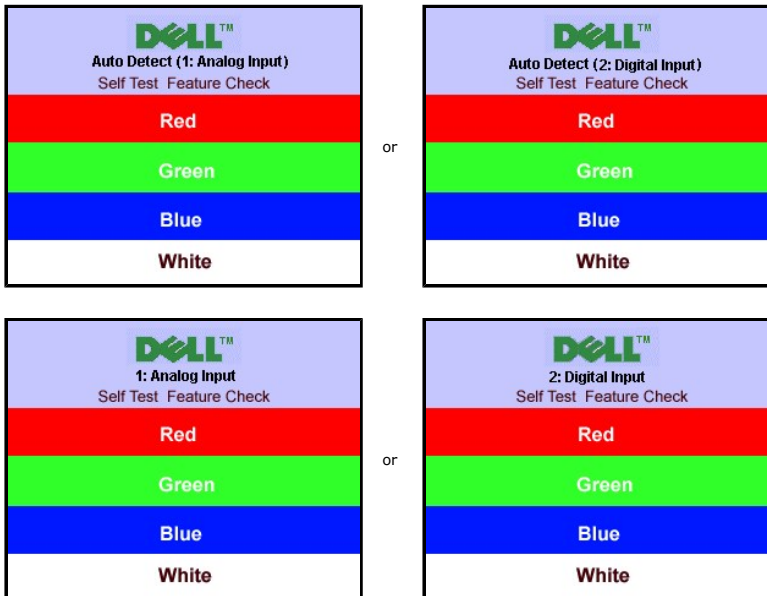 DELL™
Auto Detect (1: Analog Input)
Self Test Feature Check
Red
Green
Blue
White
or
DELL™
Auto Detect (2: Digital Input)
Self Test Feature Check
Red
Green
Blue
White
DELL™
1: Analog Input
Self Test Feature Check
Red
Green
Blue
White
or
DELL™
2: Digital Input
Self Test Feature Check
Red
Green
Blue
White